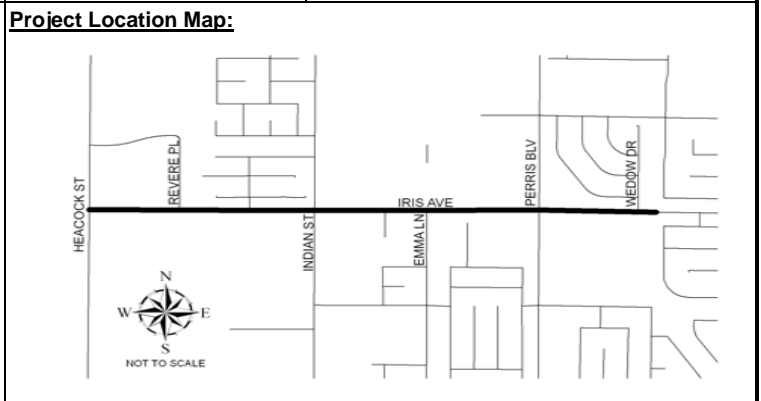 Project Location Map:
HEACOCK ST
REVERE PL
INDIAN ST
IRIS AVE
EMMA LN
PERRIS BLV
WEDOW DR
N
W
E
S
NOT TO SCALE